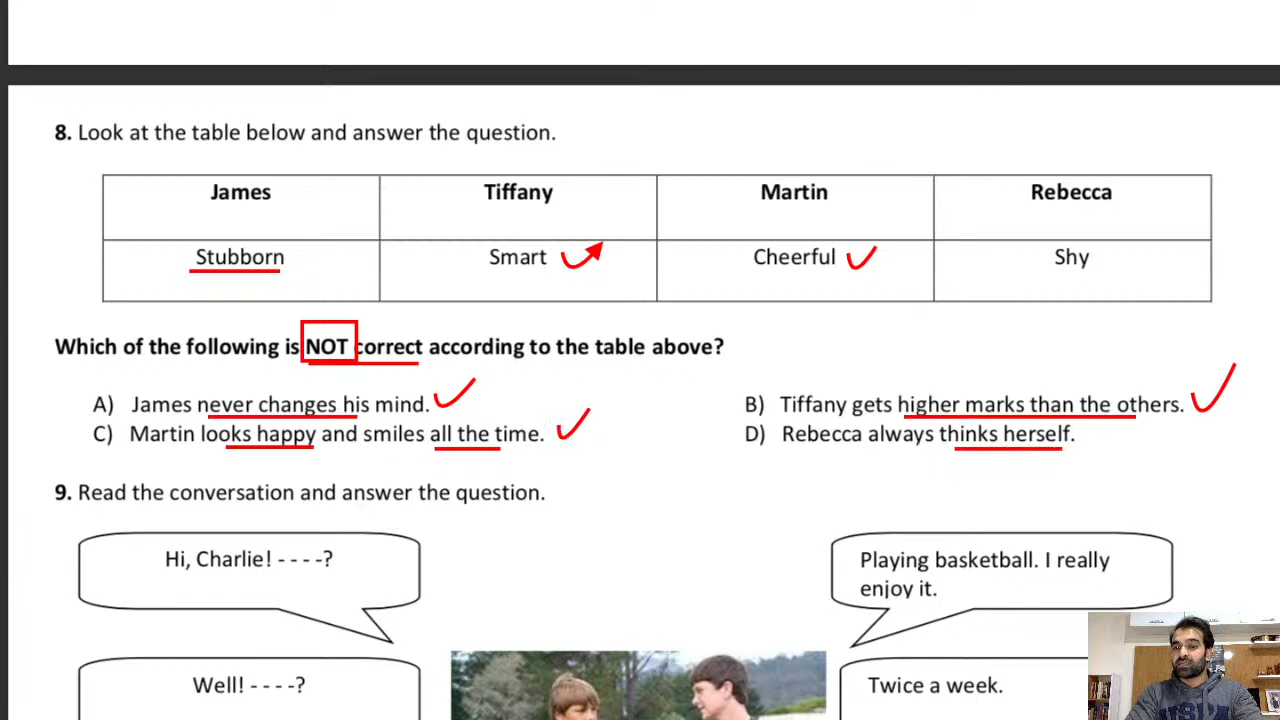 8. Look at the table below and answer the question.
James Tiffany Martin Rebecca
Stubborn Smart Cheerful Shy
Which of the following is NOT correct according to the table above?
A) James never changes his mind. B) Tiffany gets higher marks than the others.
C) Martin looks happy and smiles all the time. D) Rebecca always thinks herself.
9. Read the conversation and answer the question.
Hi, Charlie! - - - -?
Playing basketball. I really
enjoy it.
Well! - - - -?
Twice a week.